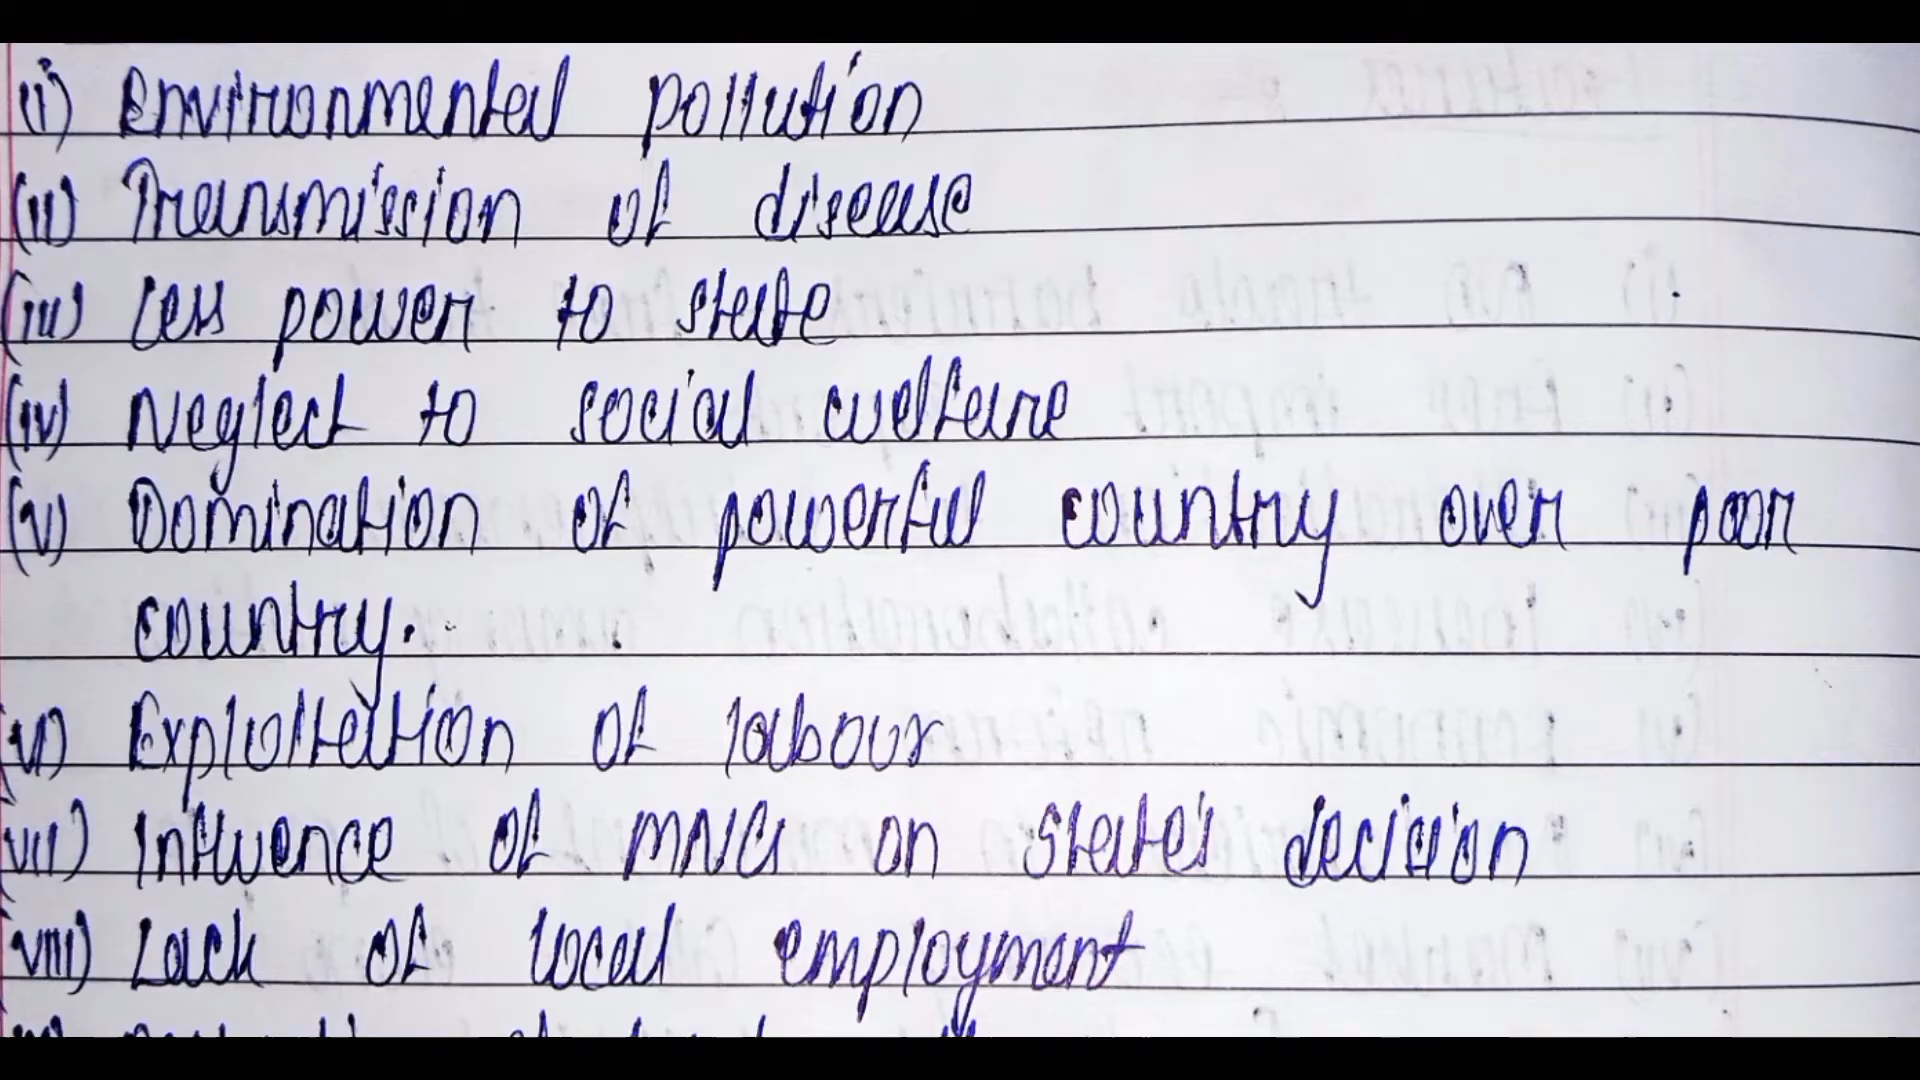 (i) Environmental pollution
(ii) Transmission of disease
(iii) Less power to state
(iv) Neglect to social welfare
(v) Domination of powerful country over poor
country.
vi) Exploitation of labour
vii) Influence of MNCs on state's decision
viii) Lack of local employment